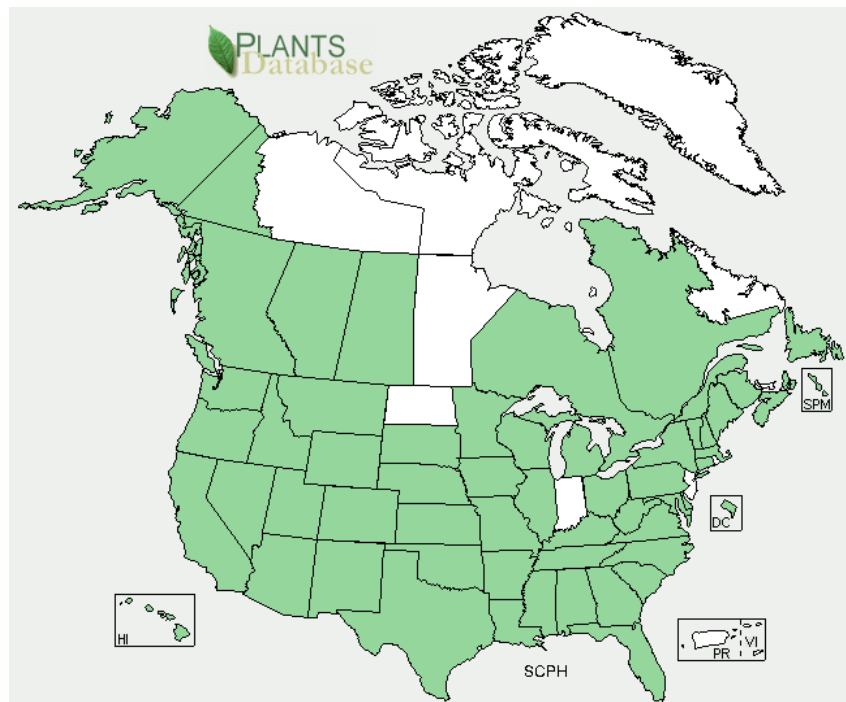 PLANTS
Database
SPM
DC
HI
PR
VI
SCPH